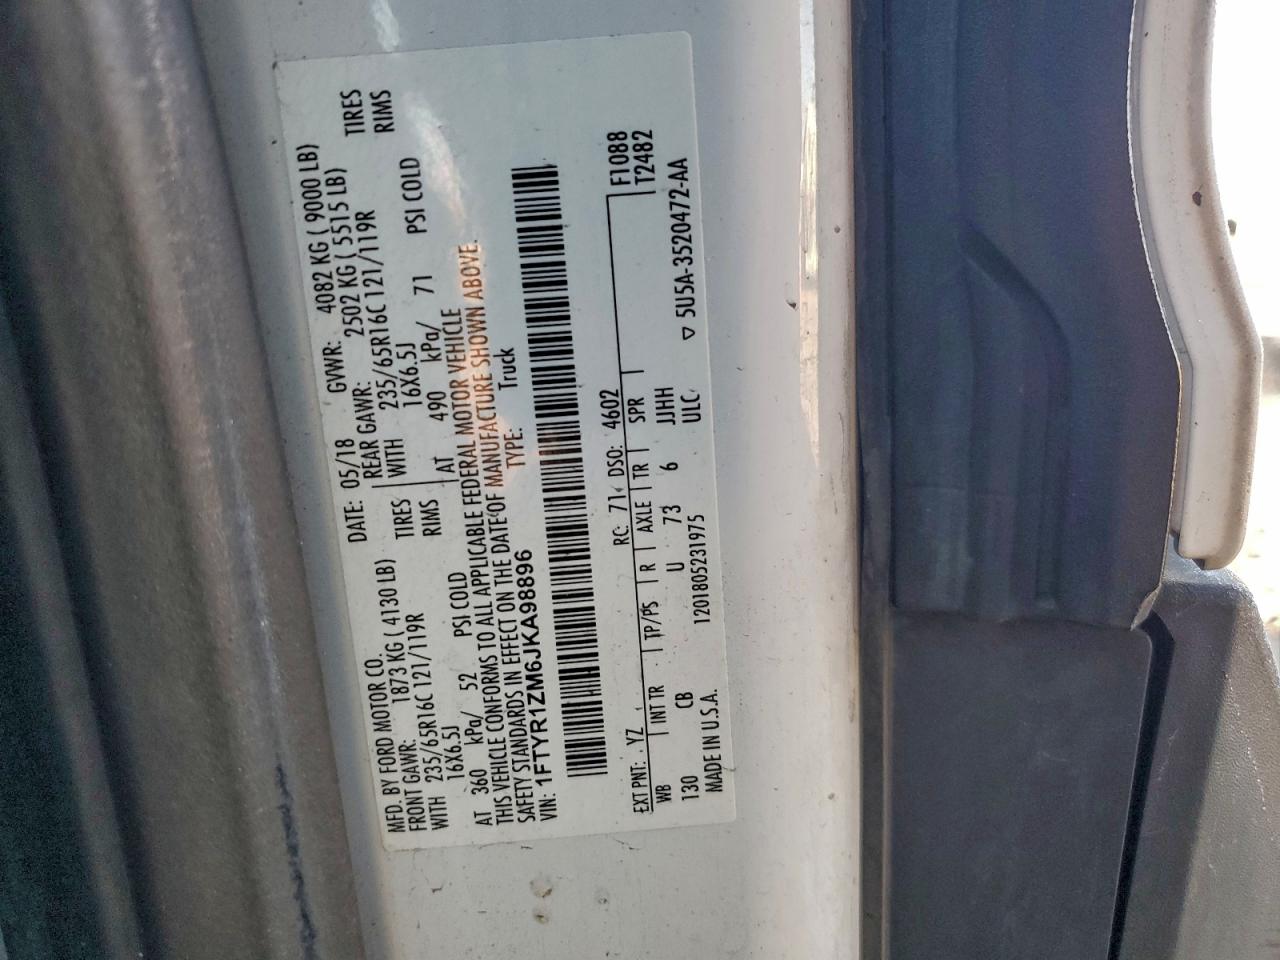 MFD. BY FORD MOTOR CO. DATE: 05/18 GVWR: 4082 KG ( 9000 LB)
FRONT GAWR: 1873 KG ( 4130 LB) REAR GAWR: 2502 KG ( 5515 LB)
WITH 235/65R16C 121/119R TIRES WITH 235/65R16C 121/119R TIRES
16X6.5J RIMS 16X6.5J RIMS
AT 360 kPa/ 52 PSI COLD AT 490 kPa/ 71 PSI COLD
THIS VEHICLE CONFORMS TO ALL APPLICABLE FEDERAL MOTOR VEHICLE
SAFETY STANDARDS IN EFFECT ON THE DATE OF MANUFACTURE SHOWN ABOVE.
VIN: 1FTYR1ZM6JKA98896 TYPE: Truck
EXT PNT: YZ RC: 71 DSO: 4602 F1088
WB INT TR TP/PS R AXLE TR SPR T2482
130 CB U 73 6 JJHH
MADE IN U.S.A. 1201805231975 ULC ▽ 5U5A-3520472-AA